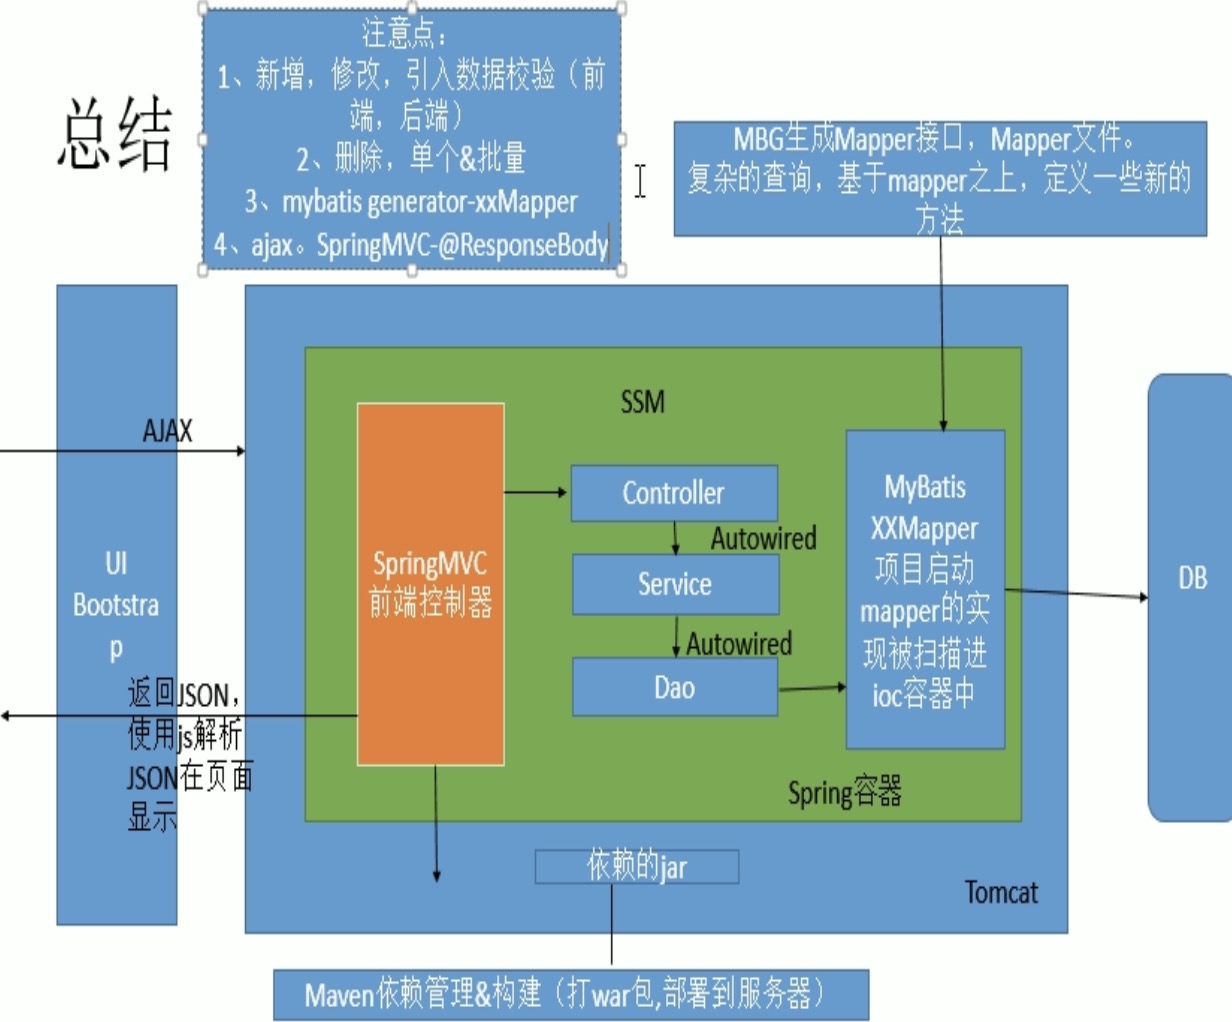 总结
注意点：
1、新增，修改，引入数据校验（前
端，后端）
2、删除，单个&批量
3、mybatis generator-xxMapper
4、ajax。SpringMVC-@ResponseBody
MBG生成Mapper接口，Mapper文件。
复杂的查询，基于mapper之上，定义一些新的
方法
AJAX
UI
Bootstra
p
返回JSON，
使用js解析
JSON在页面
显示
SSM
SpringMVC
前端控制器
Controller
Autowired
Service
Autowired
Dao
MyBatis
XXMapper
项目启动
mapper的实
现被扫描进
ioc容器中
Spring容器
DB
依赖的jar
Tomcat
Maven依赖管理&构建（打war包,部署到服务器）